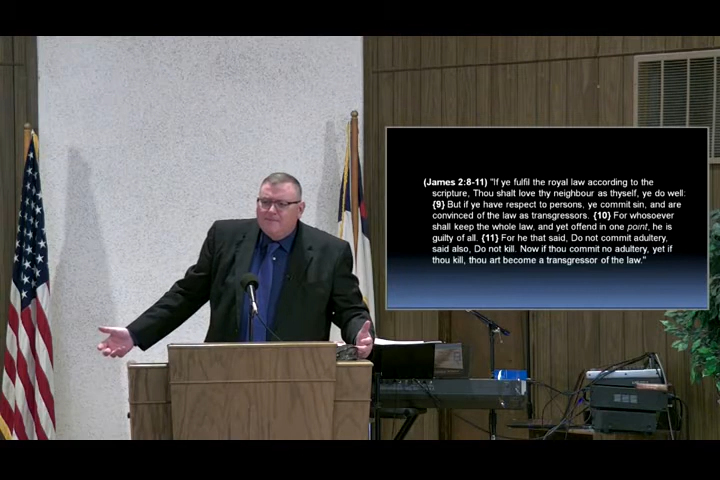 (James 2:8-11) "If ye fulfil the royal law according to the
scripture, Thou shalt love thy neighbour as thyself, ye do well:
{9} But if ye have respect to persons, ye commit sin, and are
convinced of the law as transgressors. {10} For whosoever
shall keep the whole law, and yet offend in one point, he is
guilty of all. {11} For he that said, Do not commit adultery,
said also, Do not kill. Now if thou commit no adultery, yet if
thou kill, thou art become a transgressor of the law."